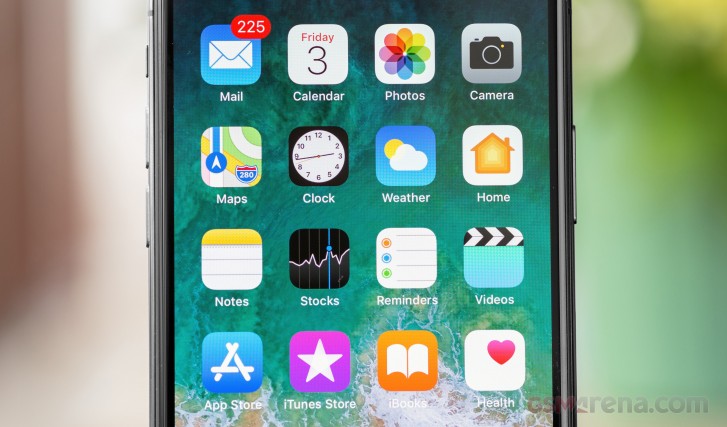 225
Friday
3
Mail
Calendar
Photos
Camera
280
Maps
Clock
Weather
Home
Notes
Stocks
Reminders
Videos
App Store
iTunes Store
iBooks
Health
gsmarena.com